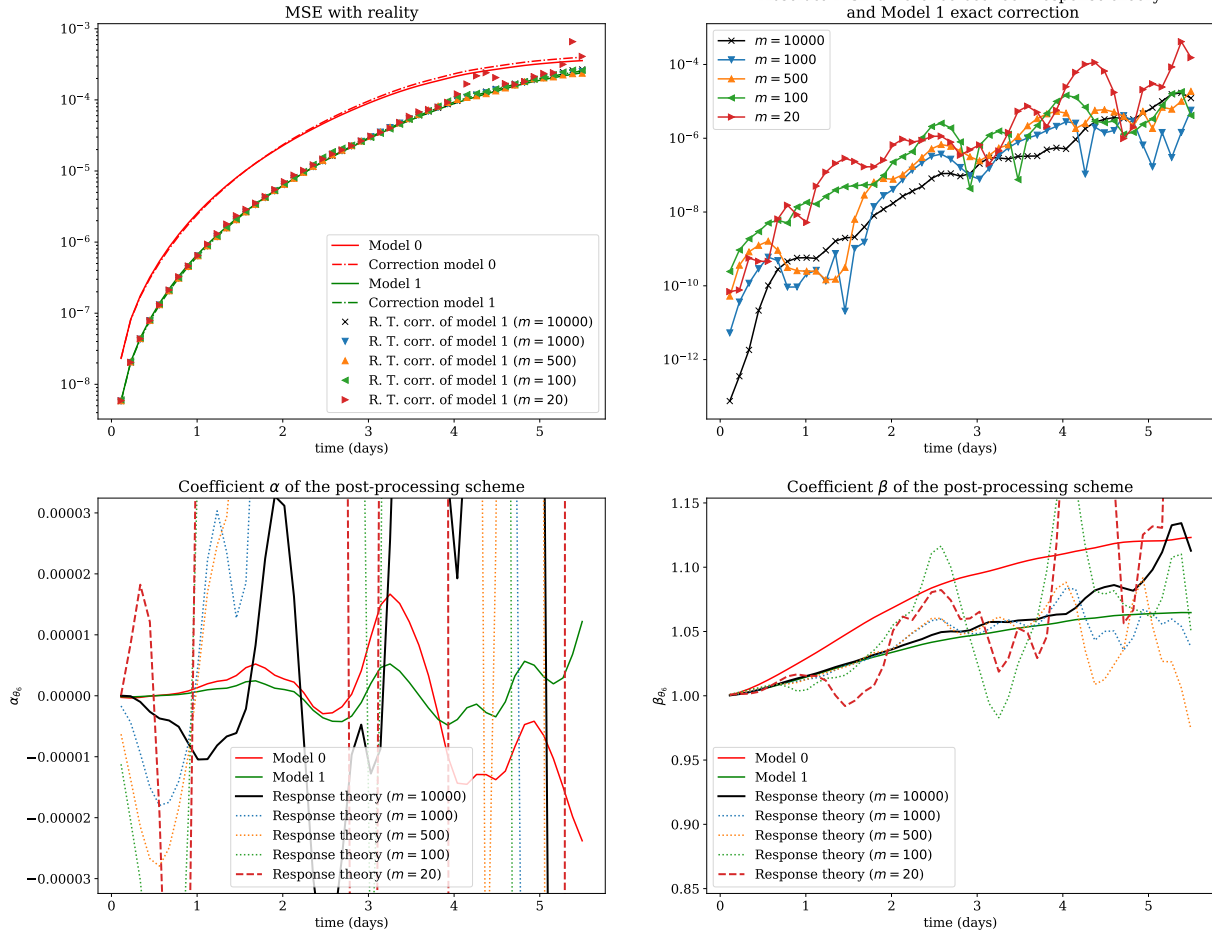 MSE with reality
10⁻³
10⁻⁴
10⁻⁵
10⁻⁶
10⁻⁷
10⁻⁸
Model 0
Correction model 0
Model 1
Correction model 1
R. T. corr. of model 1 (m = 10000)
R. T. corr. of model 1 (m = 1000)
R. T. corr. of model 1 (m = 500)
R. T. corr. of model 1 (m = 100)
R. T. corr. of model 1 (m = 20)
0 1 2 3 4 5
time (days)
and Model 1 exact correction
m = 10000
m = 1000
m = 500
m = 100
m = 20
10⁻⁴
10⁻⁶
10⁻⁸
10⁻¹⁰
10⁻¹²
0 1 2 3 4 5
time (days)
Coefficient α of the post-processing scheme
0.00003
0.00002
0.00001
0.00000
−0.00001
−0.00002
−0.00003
α_θ₆
Model 0
Model 1
Response theory (m = 10000)
Response theory (m = 1000)
Response theory (m = 500)
Response theory (m = 100)
Response theory (m = 20)
0 1 2 3 4 5
time (days)
Coefficient β of the post-processing scheme
1.15
1.10
1.05
1.00
0.95
0.90
0.85
β_θ₆
Model 0
Model 1
Response theory (m = 10000)
Response theory (m = 1000)
Response theory (m = 500)
Response theory (m = 100)
Response theory (m = 20)
0 1 2 3 4 5
time (days)